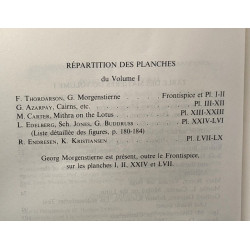 RÉPARTITION DES PLANCHES
du Volume I
F. THORDARSON, G. Morgenstierne Frontispice et Pl. I-II
G. AZARPAY, Cairns, etc. Pl. III-XII
M. CARTER, Mithra on the Lotus Pl. XIII-XXIII
L. EDELBERG, Sch. JONES, G. BUDDRUSS Pl. XXIV-LVI
(Liste détaillée des figures, p. 180-184)
R. ENDRESEN, K. KRISTIANSEN Pl. LVII-LX
Georg Morgenstierne est présent, outre le Frontispice,
sur les planches I, II, XXIV et LVII.